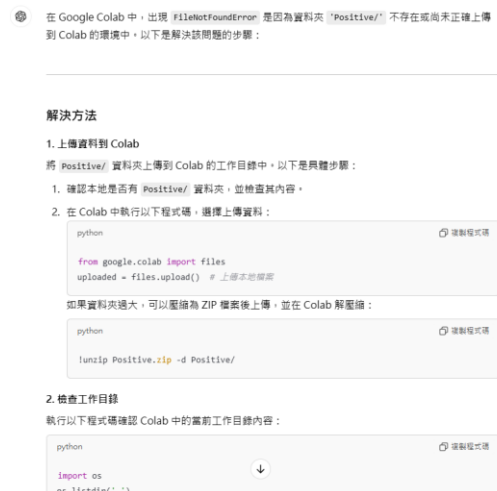 在 Google Colab 中，出現 FileNotFoundError 是因為資料夾 'Positive/' 不存在或尚未正確上傳
到 Colab 的環境中。以下是解決該問題的步驟：
解決方法
1. 上傳資料到 Colab
將 Positive/ 資料夾上傳到 Colab 的工作目錄中。以下是具體步驟：
1. 確認本地是否有 Positive/ 資料夾，並檢查其內容。
2. 在 Colab 中執行以下程式碼，選擇上傳資料：
python 複製程式碼
from google.colab import files
uploaded = files.upload()  # 上傳本地檔案
如果資料夾過大，可以壓縮為 ZIP 檔案後上傳，並在 Colab 解壓縮：
python 複製程式碼
!unzip Positive.zip -d Positive/
2. 檢查工作目錄
執行以下程式碼確認 Colab 中的當前工作目錄內容：
python 複製程式碼
import os
os.listdir('.')